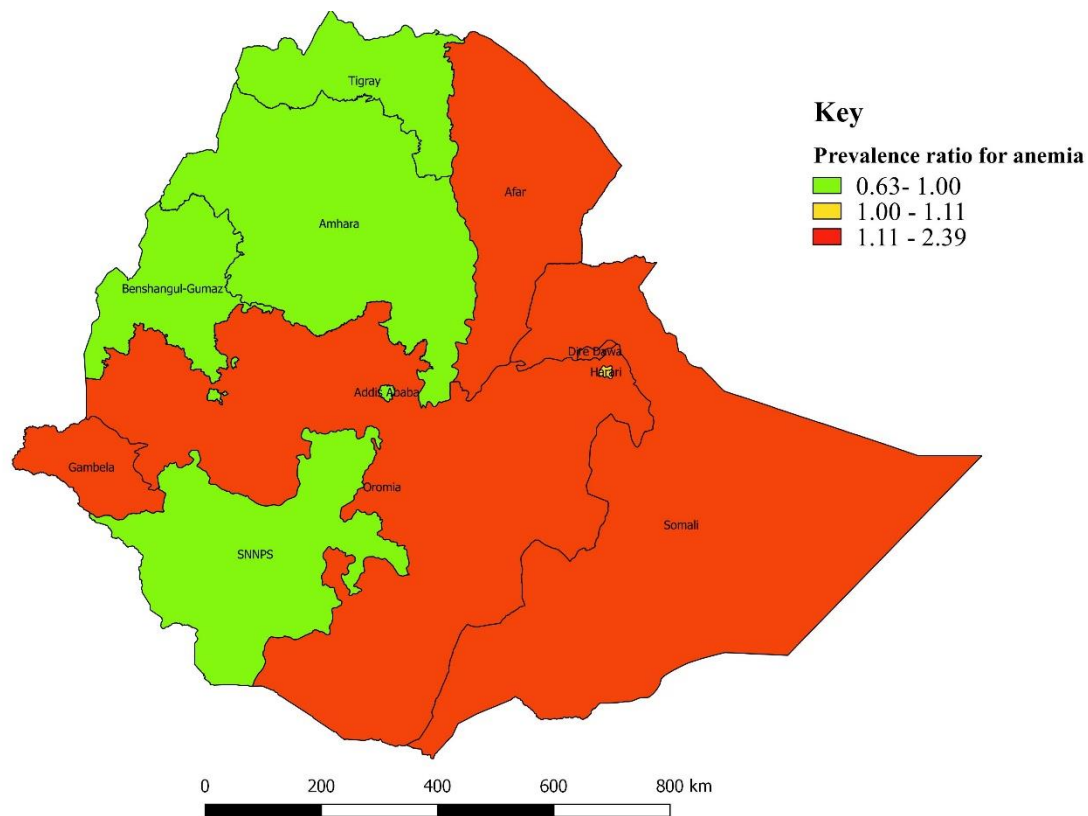 Tigray
Key
Prevalence ratio for anemia
0.63- 1.00
1.00 - 1.11
1.11 - 2.39
Afar
Amhara
Benshangul-Gumaz
Dire Dawa
Harari
Addis Ababa
Gambela
Oromia
Somali
SNNPS
0 200 400 600 800 km